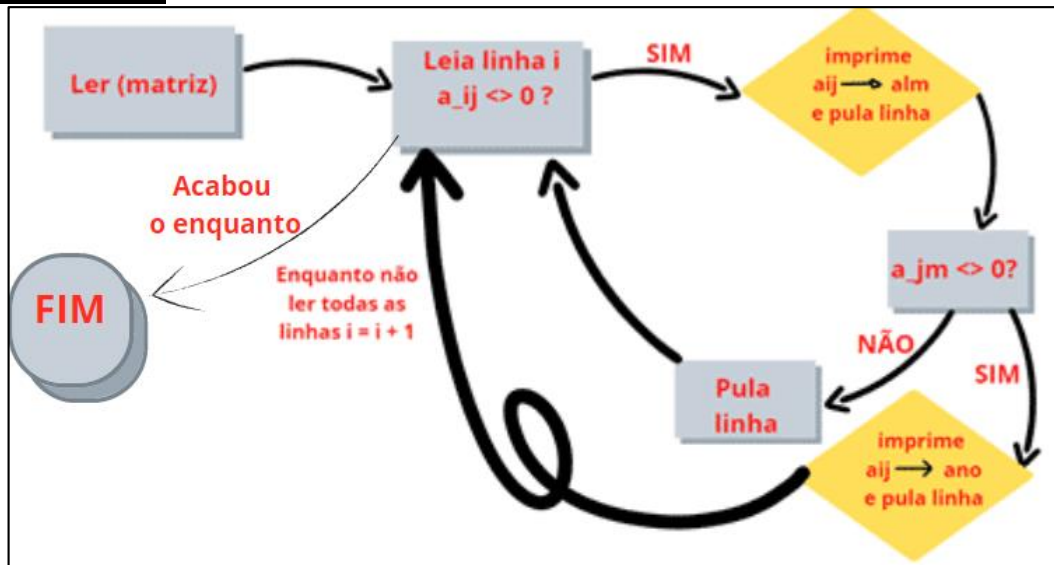 Ler (matriz)
Leia linha i
a_ij <> 0 ?
SIM
imprime
aij → alm
e pula linha
a_jm <> 0?
NÃO
SIM
Pula
linha
imprime
aij → ano
e pula linha
Enquanto não
ler todas as
linhas i = i + 1
Acabou
o enquanto
FIM